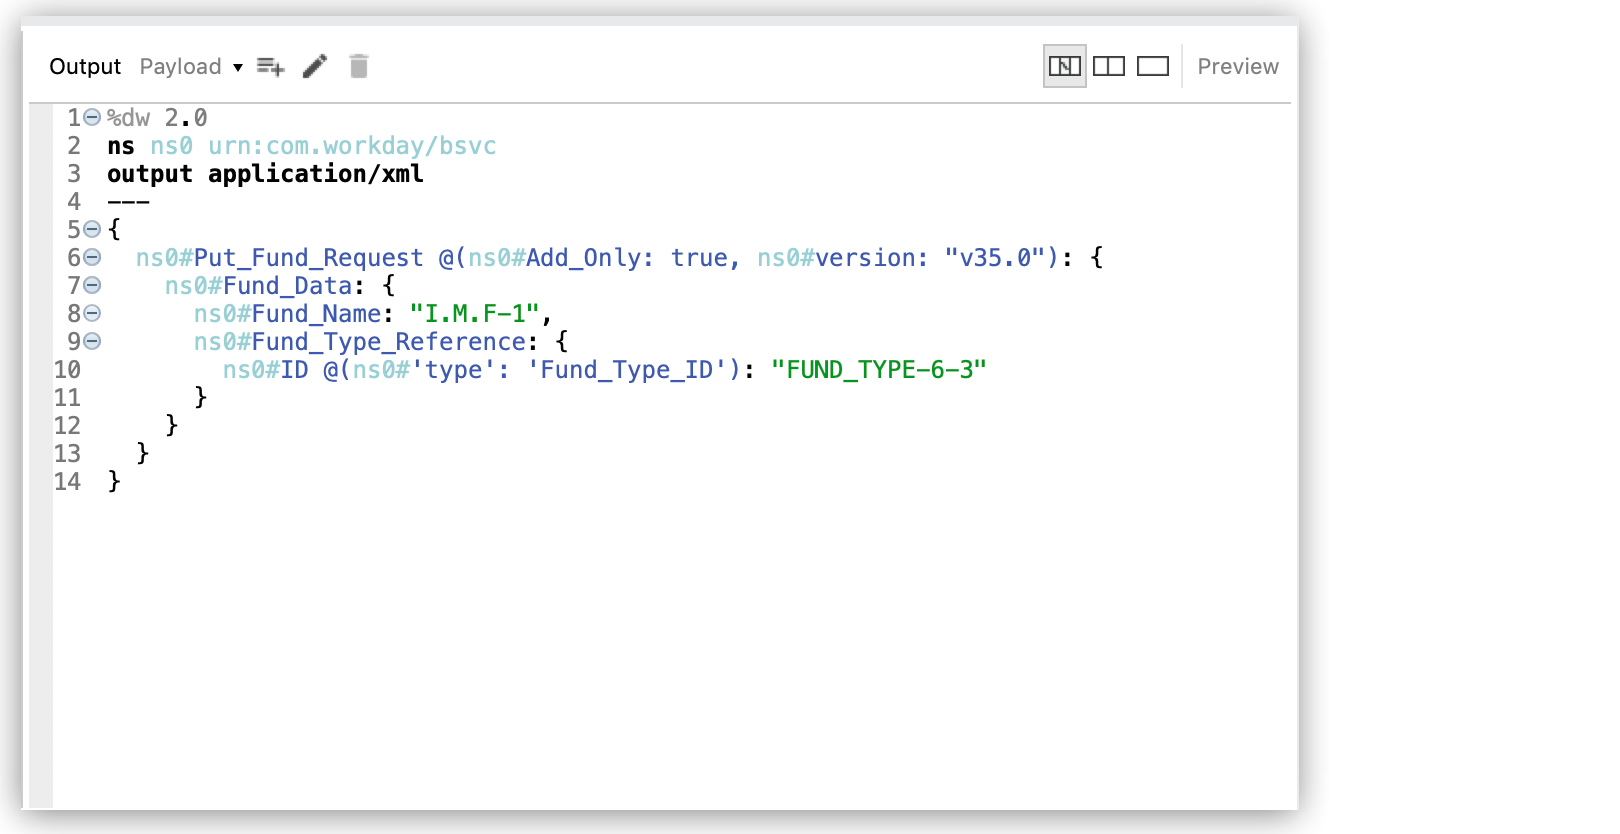 Output Payload Preview
1 %dw 2.0
2 ns ns0 urn:com.workday/bsvc
3 output application/xml
4 ---
5 {
6   ns0#Put_Fund_Request @(ns0#Add_Only: true, ns0#version: "v35.0"): {
7     ns0#Fund_Data: {
8       ns0#Fund_Name: "I.M.F-1",
9       ns0#Fund_Type_Reference: {
10         ns0#ID @(ns0#'type': 'Fund_Type_ID'): "FUND_TYPE-6-3"
11       }
12     }
13   }
14 }